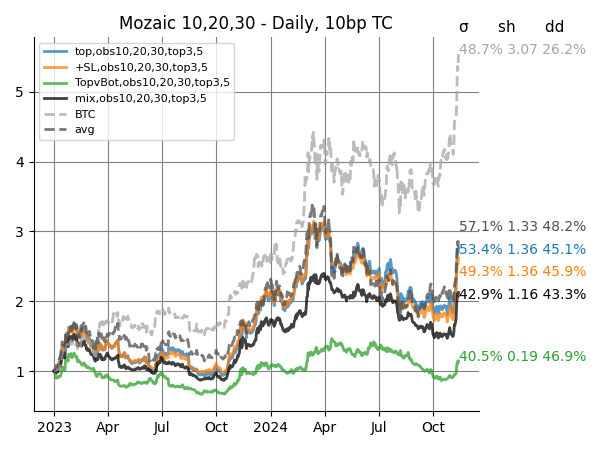 Mozaic 10,20,30 - Daily, 10bp TC
σ sh dd
top,obs10,20,30,top3,5
+SL,obs10,20,30,top3,5
TopvBot,obs10,20,30,top3,5
mix,obs10,20,30,top3,5
BTC
avg
48.7% 3.07 26.2%
57.1% 1.33 48.2%
53.4% 1.36 45.1%
49.3% 1.36 45.9%
42.9% 1.16 43.3%
40.5% 0.19 46.9%
5
4
3
2
1
2023 Apr Jul Oct 2024 Apr Jul Oct